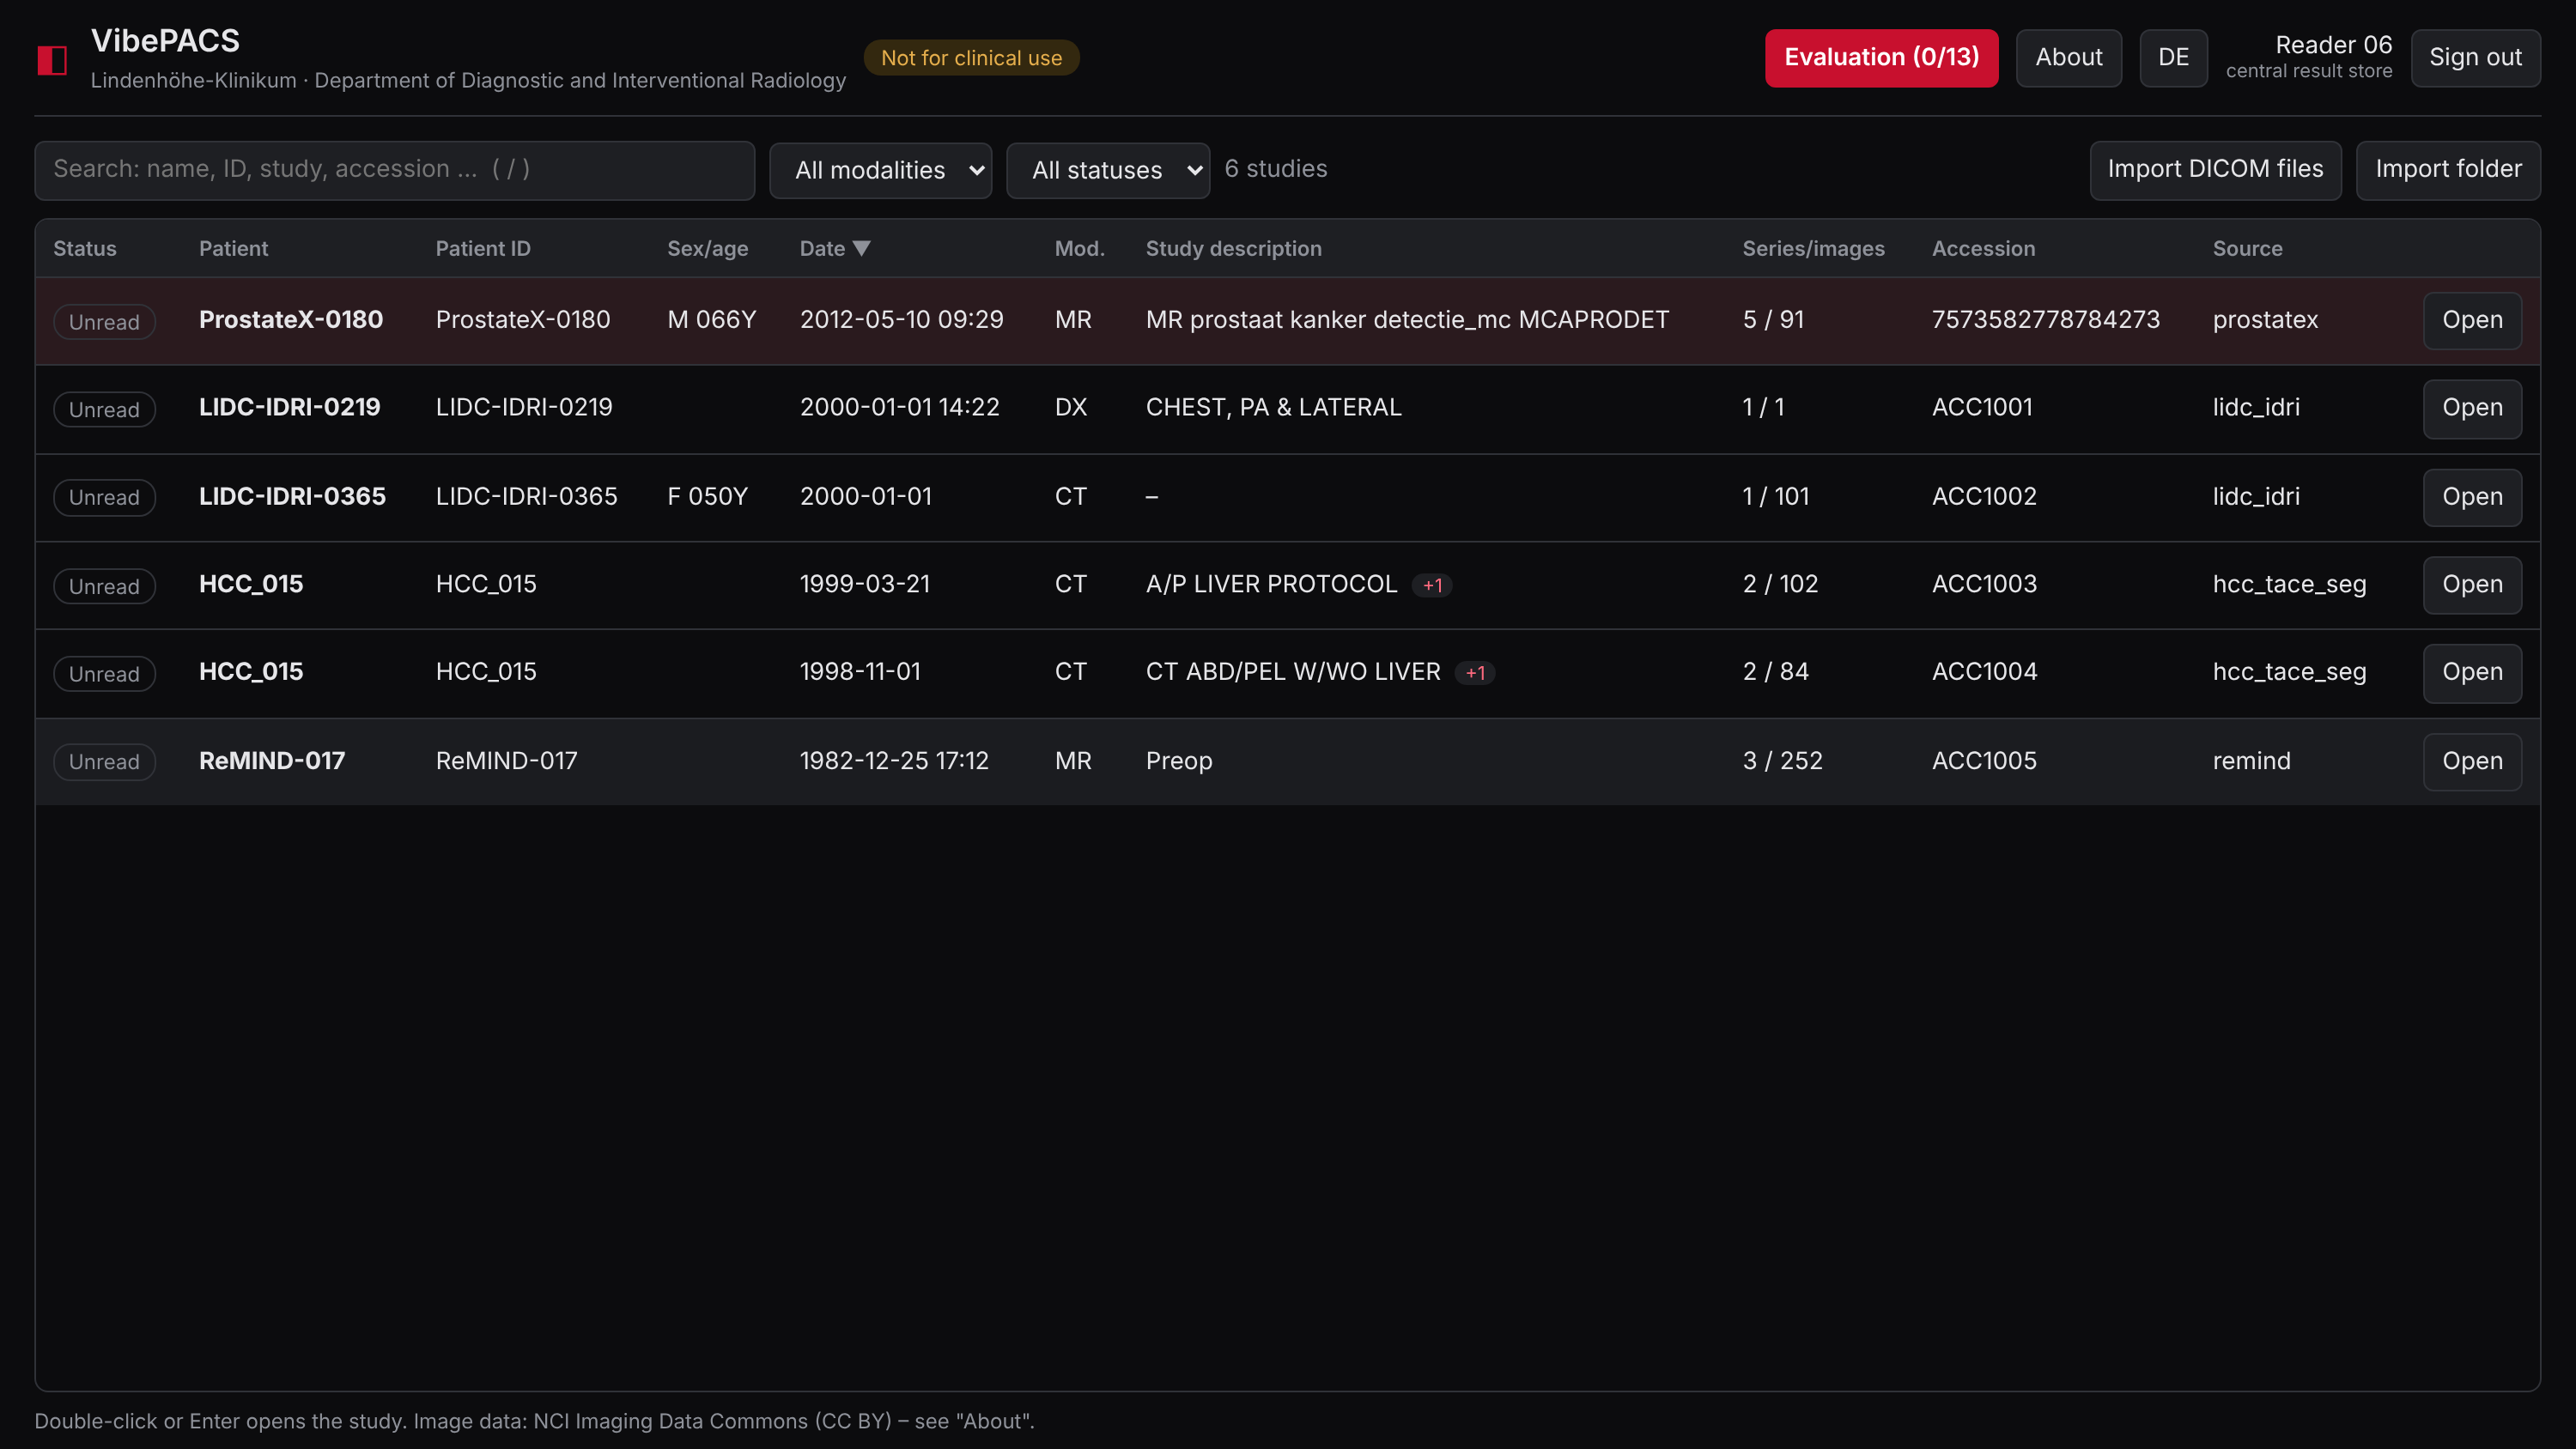 VibePACS
Lindenhöhe-Klinikum · Department of Diagnostic and Interventional Radiology
Not for clinical use
Evaluation (0/13)
About
DE
Reader 06
central result store
Sign out
Search: name, ID, study, accession ... ( / )
All modalities
All statuses
6 studies
Import DICOM files
Import folder
Status Patient Patient ID Sex/age Date ▼ Mod. Study description Series/images Accession Source
Unread ProstateX-0180 ProstateX-0180 M 066Y 2012-05-10 09:29 MR MR prostaat kanker detectie_mc MCAPRODET 5 / 91 7573582778784273 prostatex Open
Unread LIDC-IDRI-0219 LIDC-IDRI-0219 2000-01-01 14:22 DX CHEST, PA & LATERAL 1 / 1 ACC1001 lidc_idri Open
Unread LIDC-IDRI-0365 LIDC-IDRI-0365 F 050Y 2000-01-01 CT – 1 / 101 ACC1002 lidc_idri Open
Unread HCC_015 HCC_015 1999-03-21 CT A/P LIVER PROTOCOL +1 2 / 102 ACC1003 hcc_tace_seg Open
Unread HCC_015 HCC_015 1998-11-01 CT CT ABD/PEL W/WO LIVER +1 2 / 84 ACC1004 hcc_tace_seg Open
Unread ReMIND-017 ReMIND-017 1982-12-25 17:12 MR Preop 3 / 252 ACC1005 remind Open
Double-click or Enter opens the study. Image data: NCI Imaging Data Commons (CC BY) – see "About".